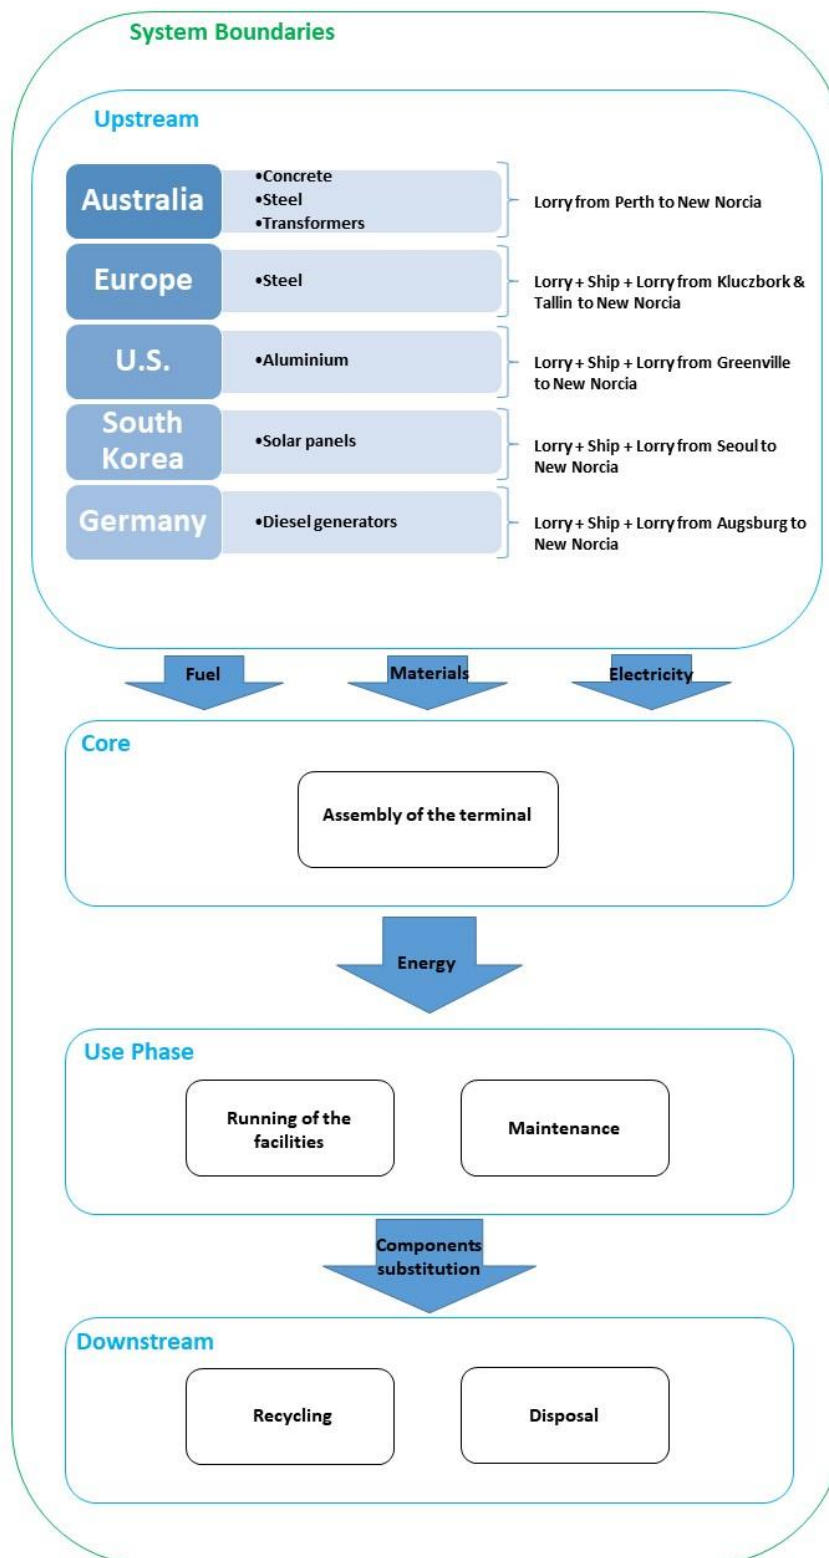 System Boundaries
Upstream
Australia
•Concrete
•Steel
•Transformers
Lorry from Perth to New Norcia
Europe
•Steel
Lorry + Ship + Lorry from Kluczbork &
Tallin to New Norcia
U.S.
•Aluminium
Lorry + Ship + Lorry from Greenville
to New Norcia
South
Korea
•Solar panels
Lorry + Ship + Lorry from Seoul to
New Norcia
Germany
•Diesel generators
Lorry + Ship + Lorry from Augsburg to
New Norcia
Fuel
Materials
Electricity
Core
Assembly of the terminal
Energy
Use Phase
Running of the
facilities
Maintenance
Components
substitution
Downstream
Recycling
Disposal